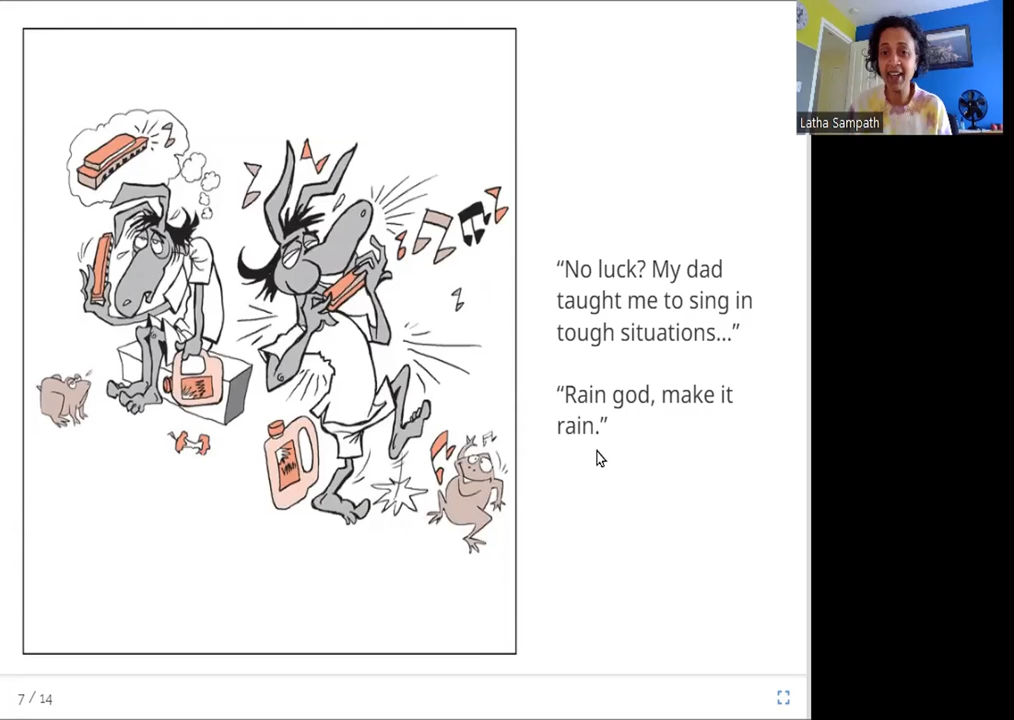 Latha Sampath
“No luck? My dad
taught me to sing in
tough situations...”
“Rain god, make it
rain.”
7 / 14